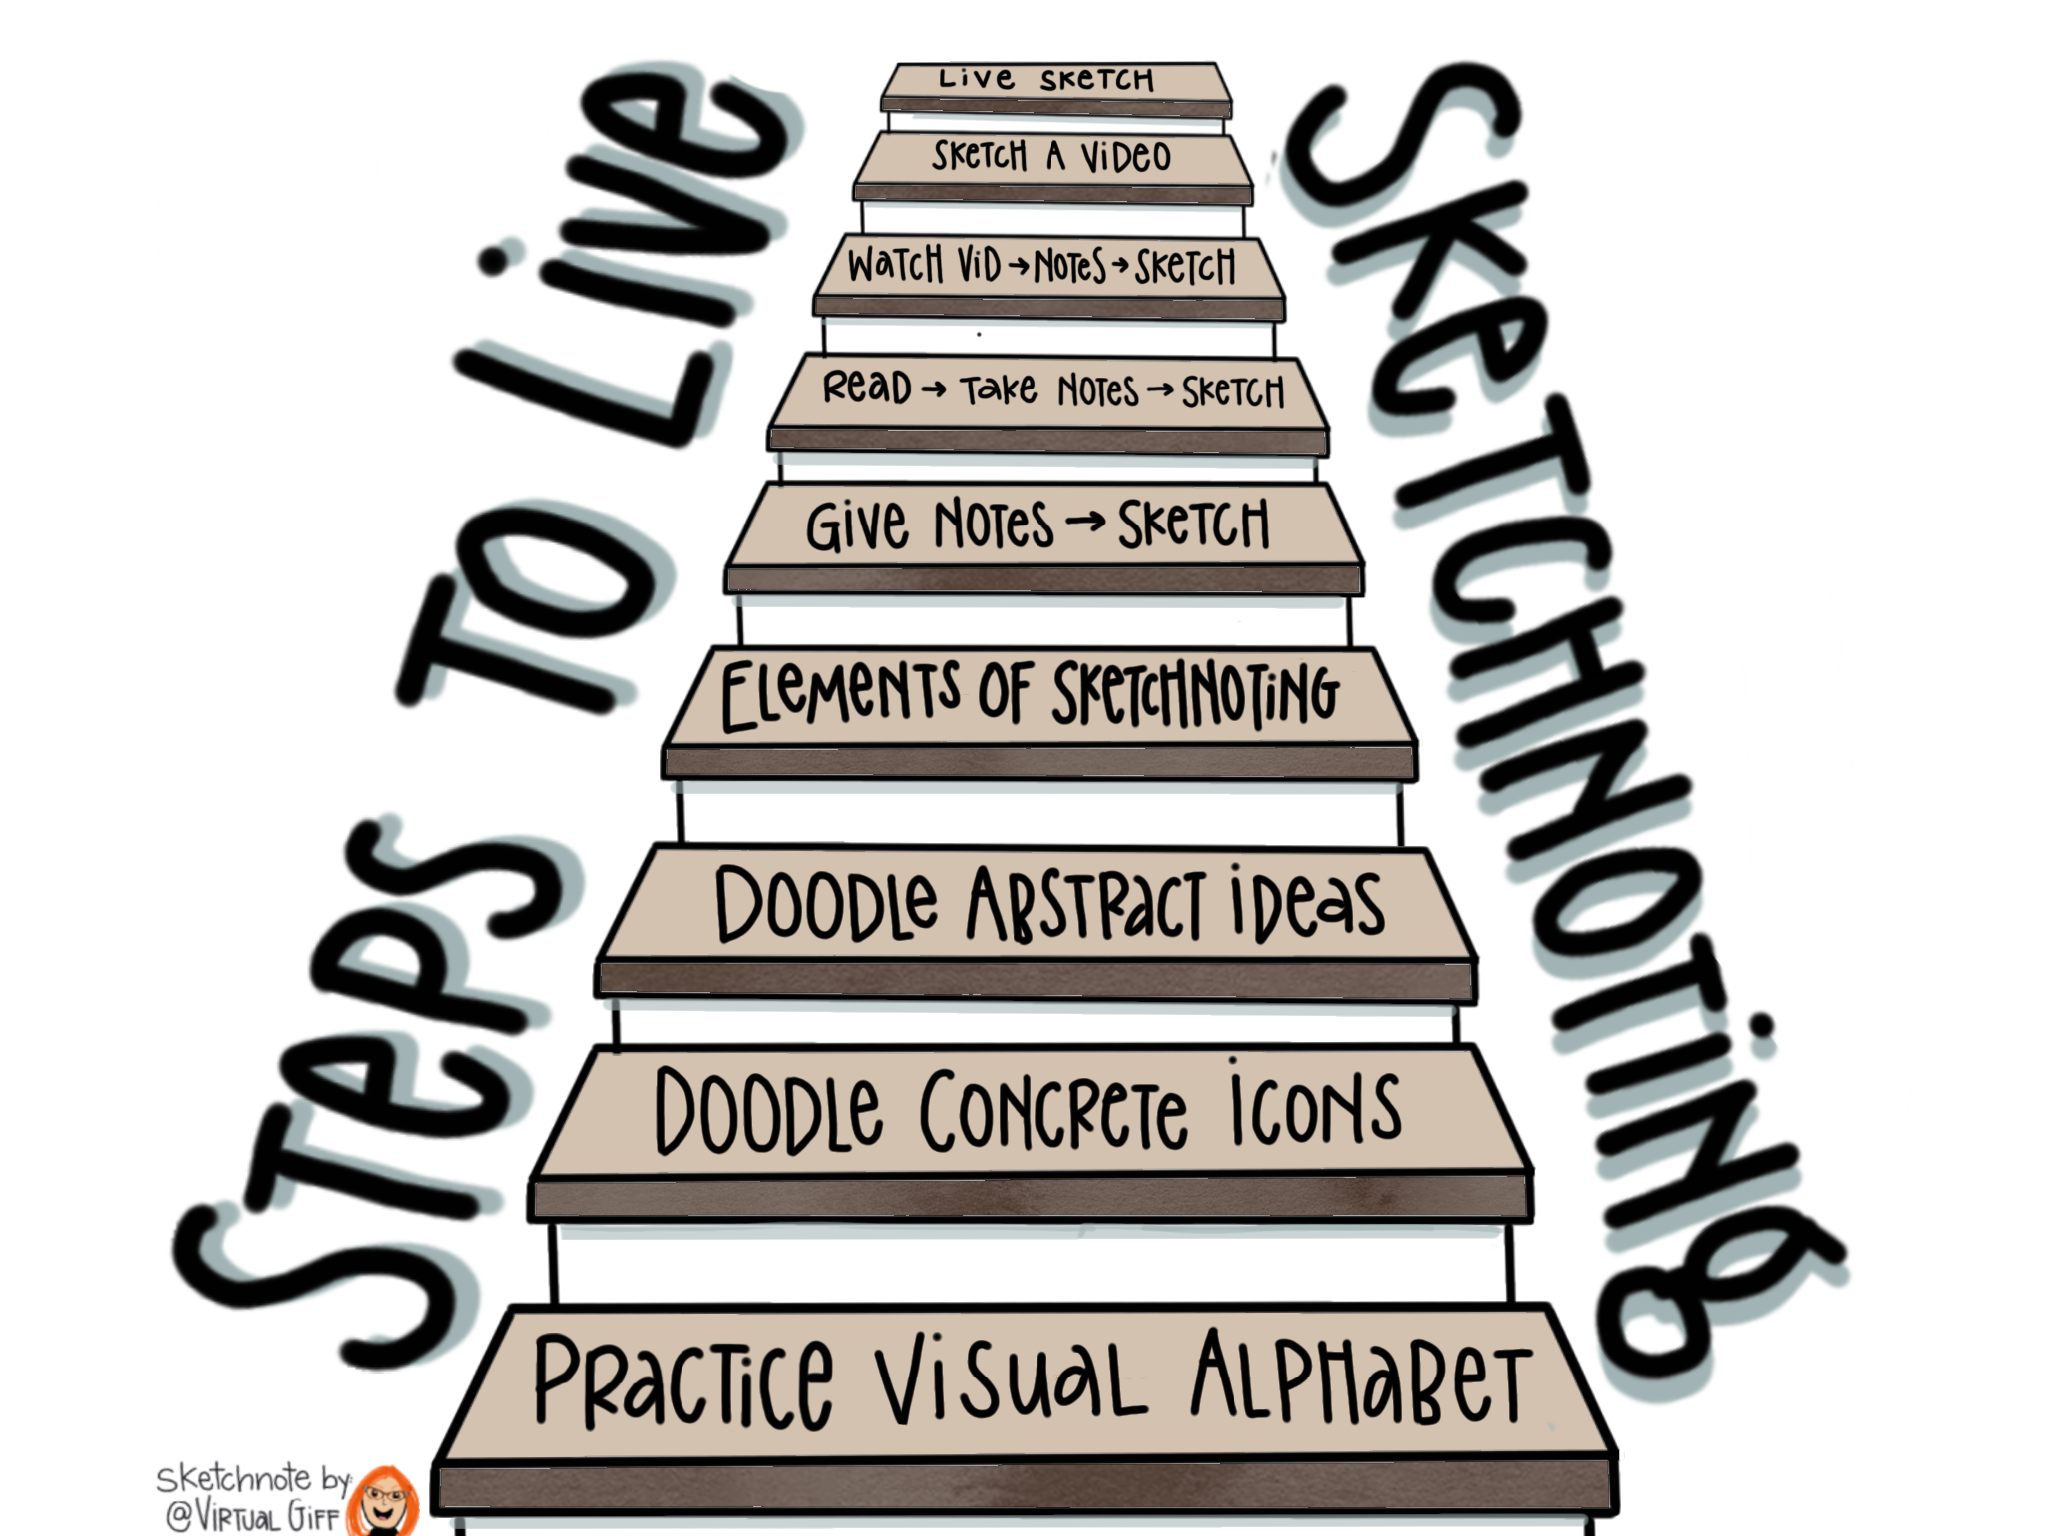 Steps to Live
Sketchnoting
Live Sketch
Sketch a Video
Watch Vid → Notes → Sketch
Read → Take Notes → Sketch
Give Notes → Sketch
Elements of Sketchnoting
Doodle Abstract Ideas
Doodle Concrete Icons
Practice Visual Alphabet
Sketchnote by:
@Virtual Giff